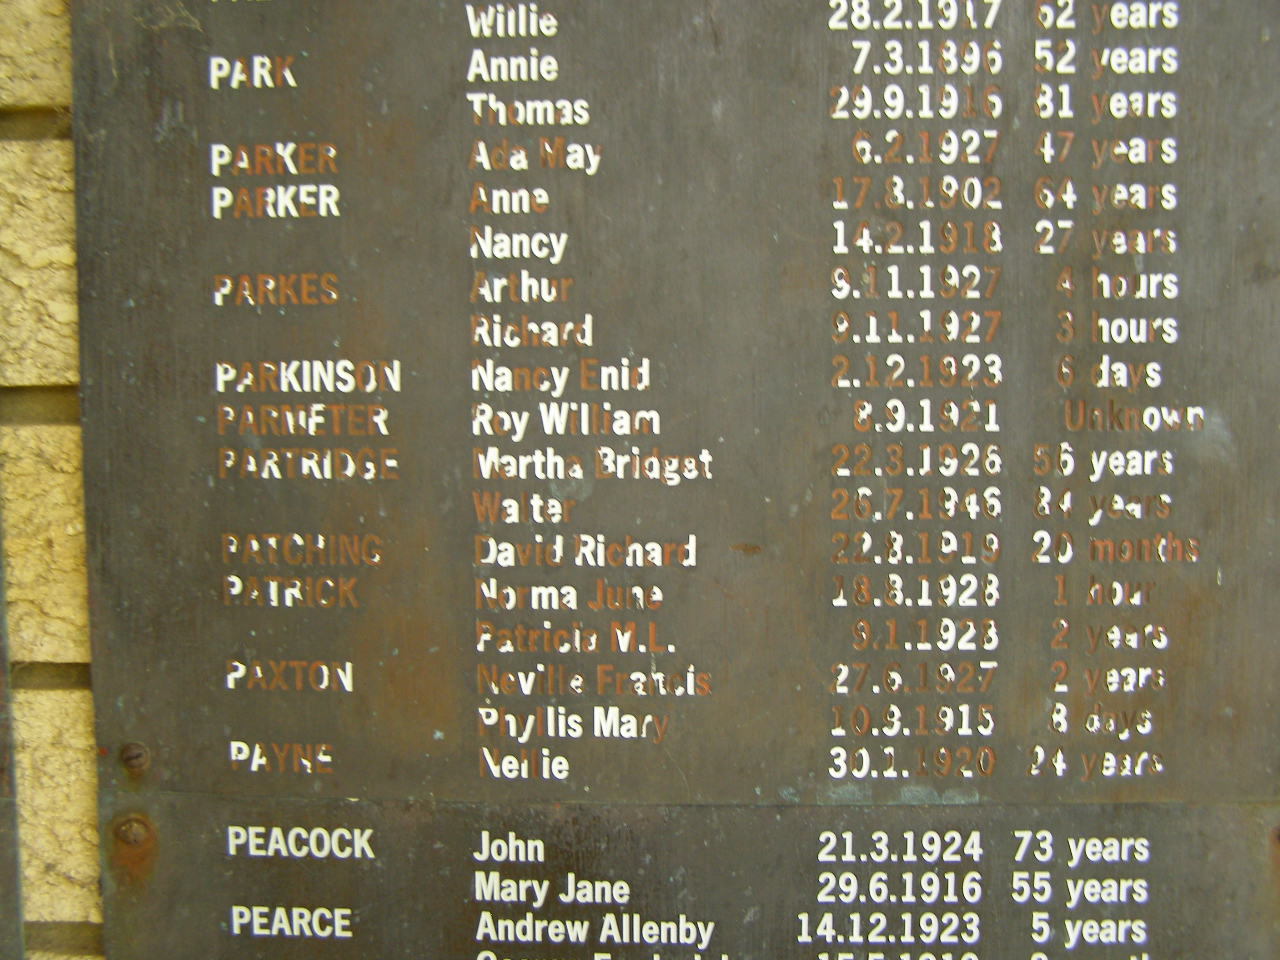 Willie 28.2.1917 62 years
PARK Annie 7.3.1896 52 years
Thomas 29.9.1916 81 years
PARKER Ada May 6.2.1927 47 years
PARKER Anne 17.8.1902 64 years
Nancy 14.2.1918 27 years
PARKES Arthur 9.11.1927 4 hours
Richard 9.11.1927 3 hours
PARKINSON Nancy Enid 2.12.1923 6 days
PARMETER Roy William 8.9.1921 Unknown
PARTRIDGE Martha Bridget 22.3.1926 56 years
Walter 26.7.1946 84 years
PATCHING David Richard 22.8.1919 20 months
PATRICK Norma June 18.8.1928 1 hour
Patricia M.L. 9.1.1928 2 years
PAXTON Neville Francis 27.6.1927 2 years
Phyllis Mary 10.9.1915 8 days
PAYNE Nellie 30.1.1920 24 years
PEACOCK John 21.3.1924 73 years
Mary Jane 29.6.1916 55 years
PEARCE Andrew Allenby 14.12.1923 5 years